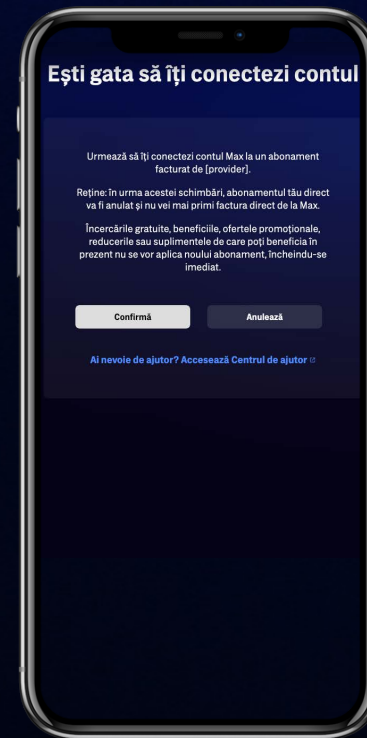 Ești gata să îți conectezi contul
Urmează să îți conectezi contul Max la un abonament
facturat de [provider].
Reține: în urma acestei schimbări, abonamentul tău direct
va fi anulat și nu vei mai primi factura direct de la Max.
Încercările gratuite, beneficiile, ofertele promoționale,
reducerile sau suplimentele de care poți beneficia în
prezent nu se vor aplica noului abonament, încheindu-se
imediat.
Confirmă
Anulează
Ai nevoie de ajutor? Accesează Centrul de ajutor